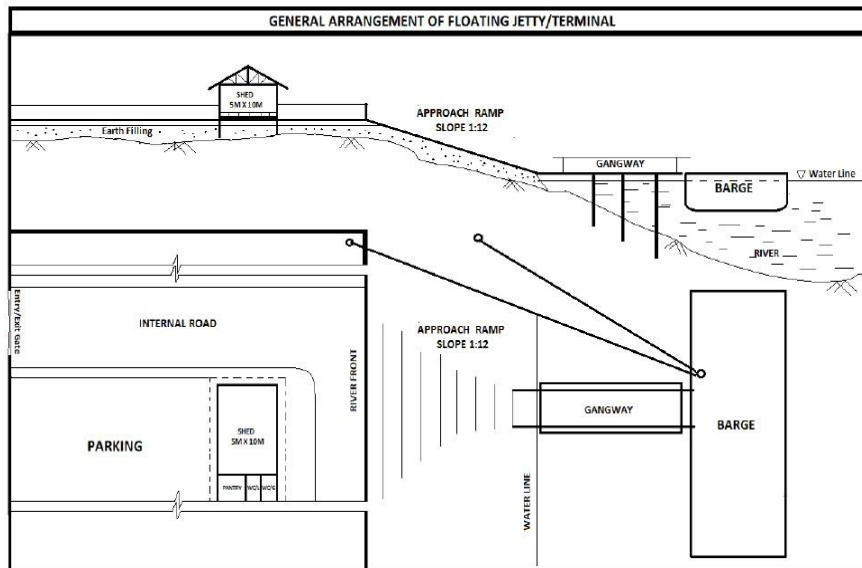 GENERAL ARRANGEMENT OF FLOATING JETTY/TERMINAL
SHED
5M X 10M
APPROACH RAMP
SLOPE 1:12
Earth Filling
GANGWAY
BARGE
Water Line
RIVER
Entry/Exit Gate
INTERNAL ROAD
RIVER FRONT
APPROACH RAMP
SLOPE 1:12
GANGWAY
BARGE
PARKING
SHED
5M X 10M
PANTRY
WC/L
WC/G
WATER LINE